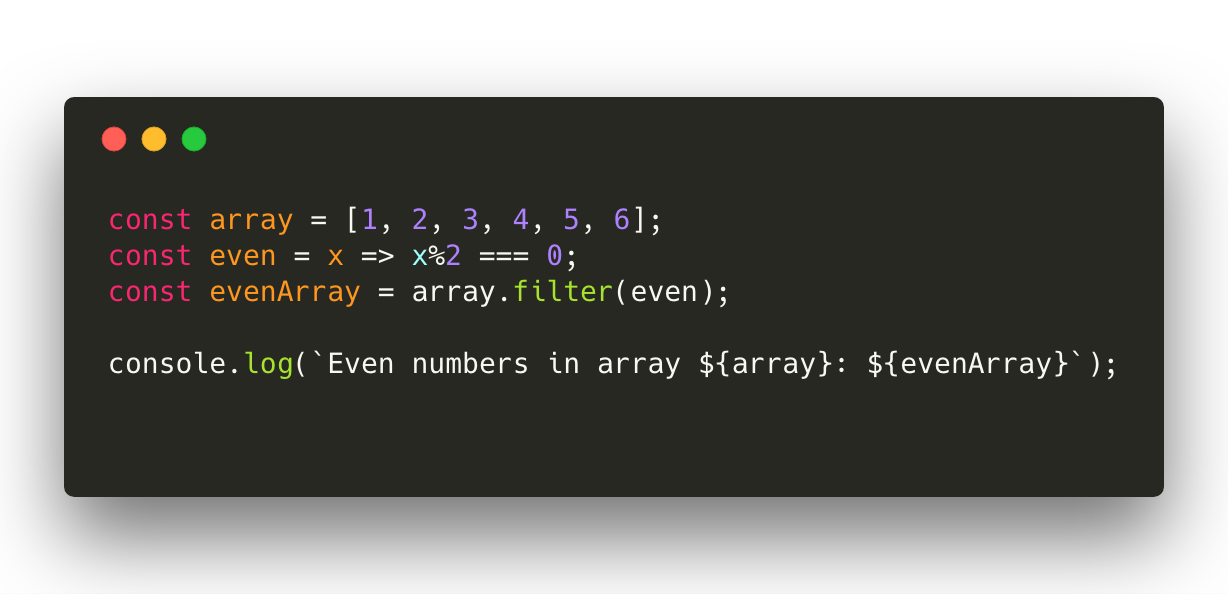 const array = [1, 2, 3, 4, 5, 6];
const even = x => x%2 === 0;
const evenArray = array.filter(even);
console.log(`Even numbers in array ${array}: ${evenArray}`);